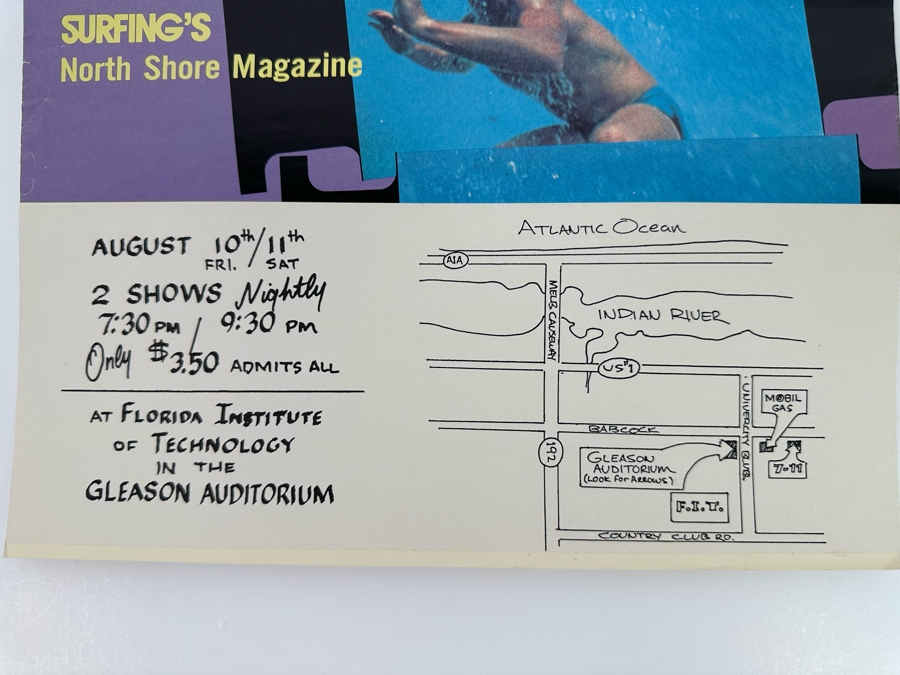 SURFING'S
North Shore Magazine
AUGUST 10th/11th
FRI. SAT
2 SHOWS Nightly
7:30 PM / 9:30 PM
Only $3.50 ADMITS ALL
AT FLORIDA INSTITUTE
OF TECHNOLOGY
IN THE
GLEASON AUDITORIUM
ATLANTIC OCEAN
A1A
MELB CAUSEWAY
INDIAN RIVER
US#1
UNIVERCITY BLVD.
MOBIL
GAS
BABCOCK
192
GLEASON
AUDITORIUM
(LOOK FOR ARROWS)
7-11
F.I.T.
COUNTRY CLUB RD.